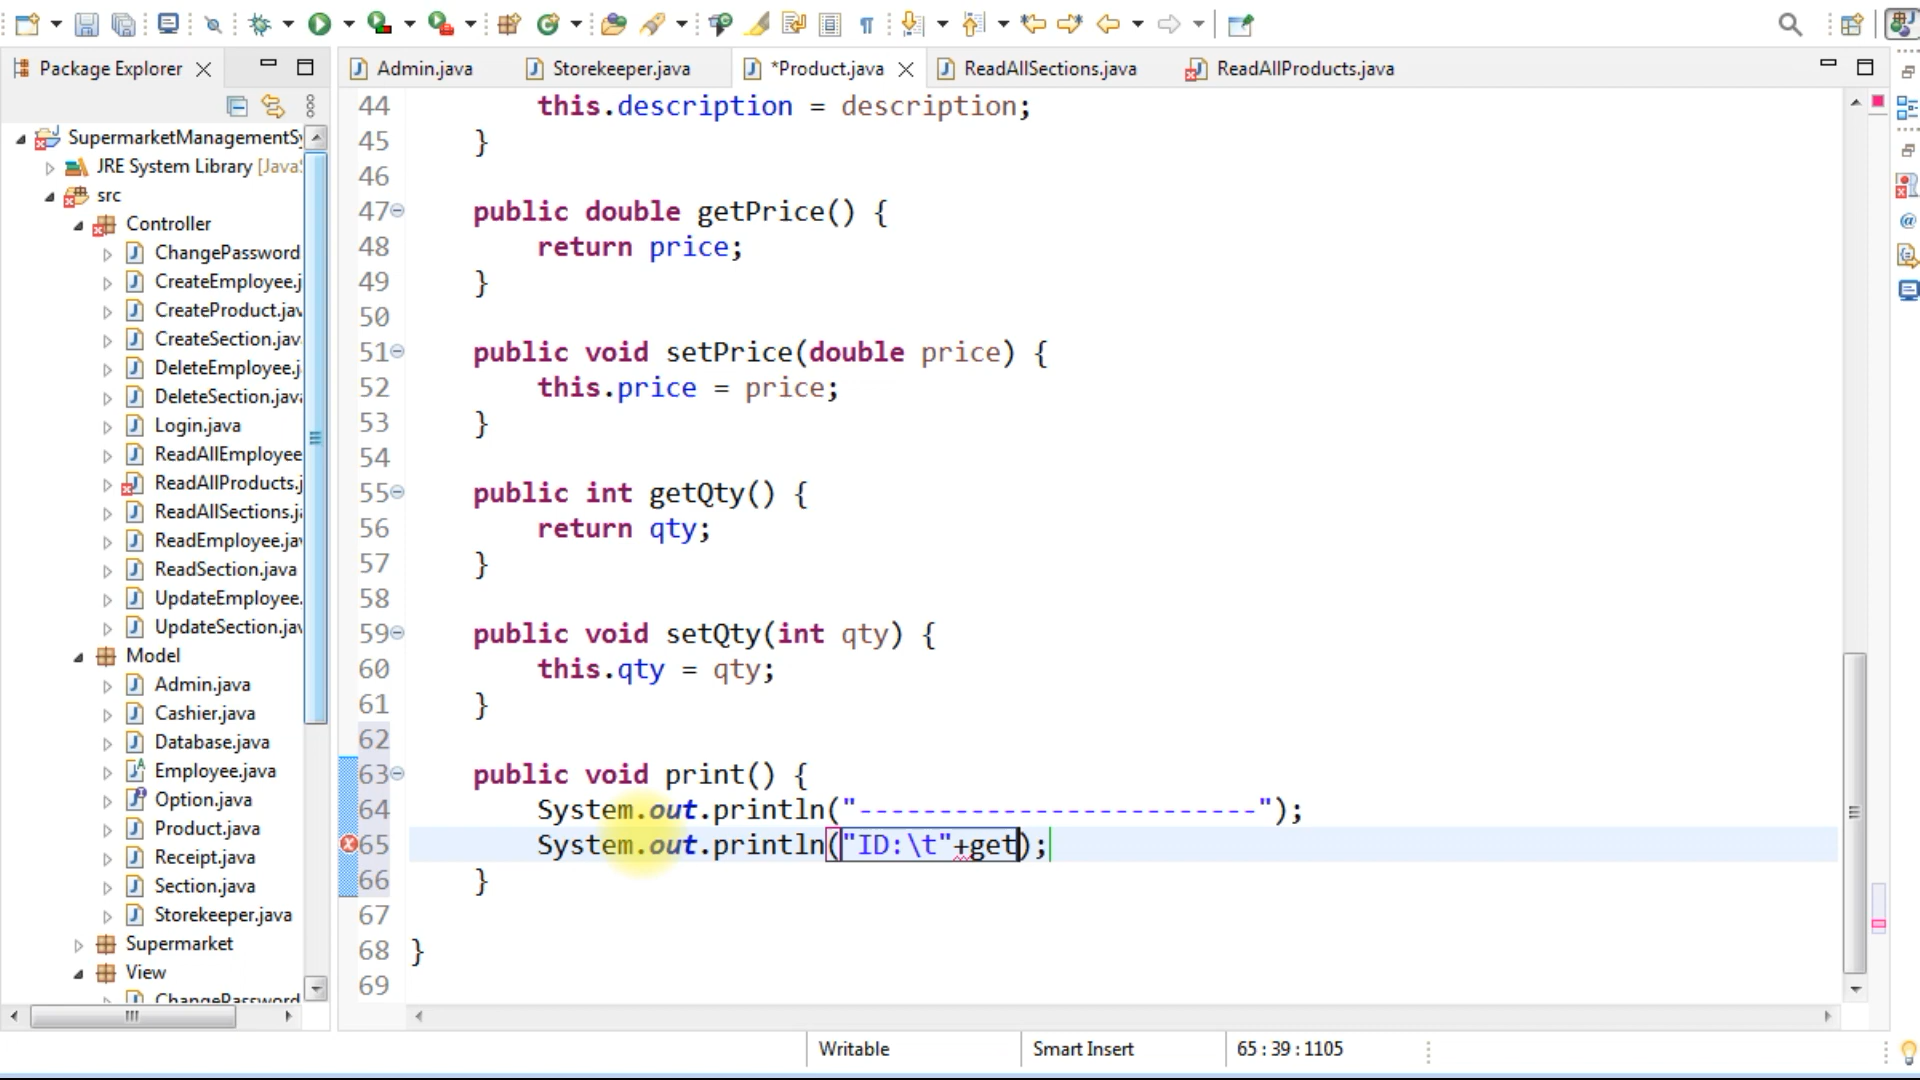 Package Explorer
Admin.java
Storekeeper.java
*Product.java
ReadAllSections.java
ReadAllProducts.java
SupermarketManagementSy
JRE System Library [Java
src
Controller
ChangePassword
CreateEmployee.j
CreateProduct.jav
CreateSection.jav
DeleteEmployee.j
DeleteSection.java
Login.java
ReadAllEmployee
ReadAllProducts.j
ReadAllSections.ja
ReadEmployee.jav
ReadSection.java
UpdateEmployee.
UpdateSection.jav
Model
Admin.java
Cashier.java
Database.java
Employee.java
Option.java
Product.java
Receipt.java
Section.java
Storekeeper.java
Supermarket
View
ChangePassword
44 this.description = description;
45 }
46
47 public double getPrice() {
48 return price;
49 }
50
51 public void setPrice(double price) {
52 this.price = price;
53 }
54
55 public int getQty() {
56 return qty;
57 }
58
59 public void setQty(int qty) {
60 this.qty = qty;
61 }
62
63 public void print() {
64 System.out.println("-------------------------");
65 System.out.println("ID:\t"+get);
66 }
67
68 }
69
Writable
Smart Insert
65 : 39 : 1105